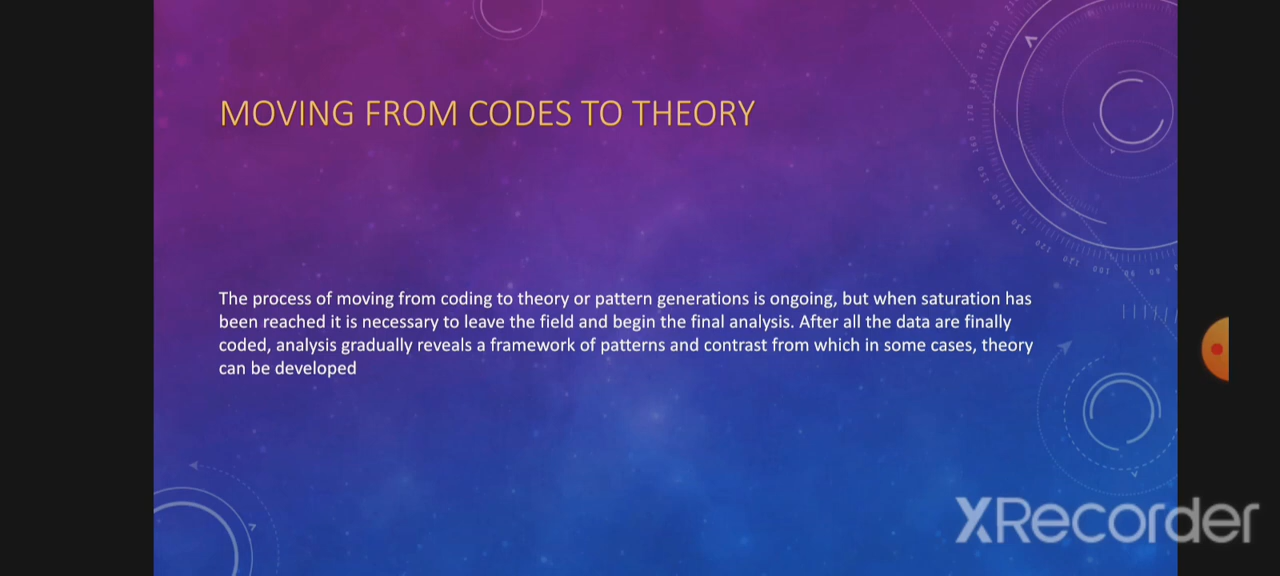 MOVING FROM CODES TO THEORY
The process of moving from coding to theory or pattern generations is ongoing, but when saturation has
been reached it is necessary to leave the field and begin the final analysis. After all the data are finally
coded, analysis gradually reveals a framework of patterns and contrast from which in some cases, theory
can be developed
XRecorder